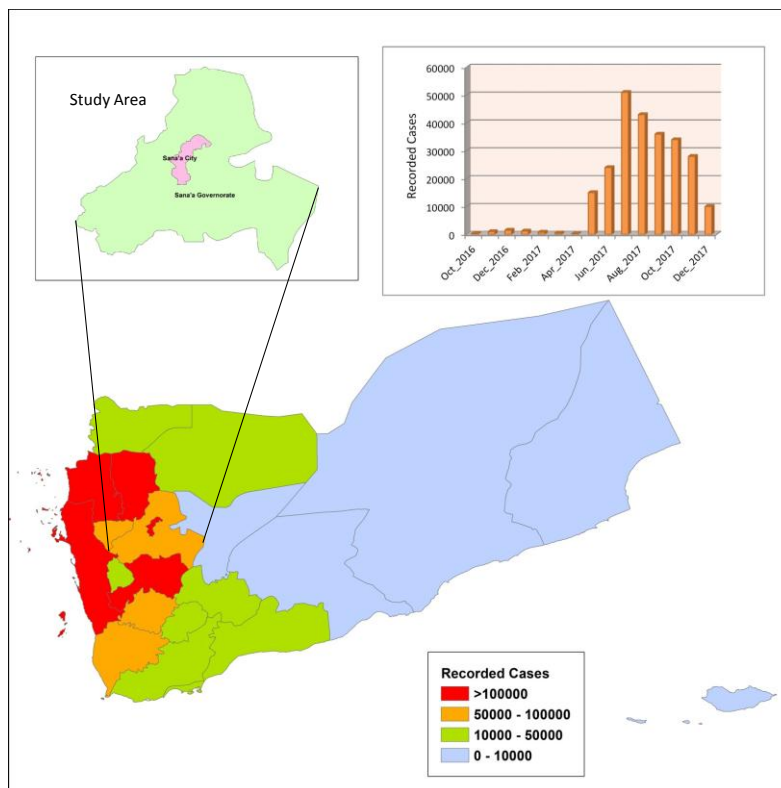 Study Area
Sana'a City
Sana'a Governorate
Recorded Cases
60000
50000
40000
30000
20000
10000
0
Oct_2016
Dec_2016
Feb_2017
Apr_2017
Jun_2017
Aug_2017
Oct_2017
Dec_2017
Recorded Cases
>100000
50000 - 100000
10000 - 50000
0 - 10000